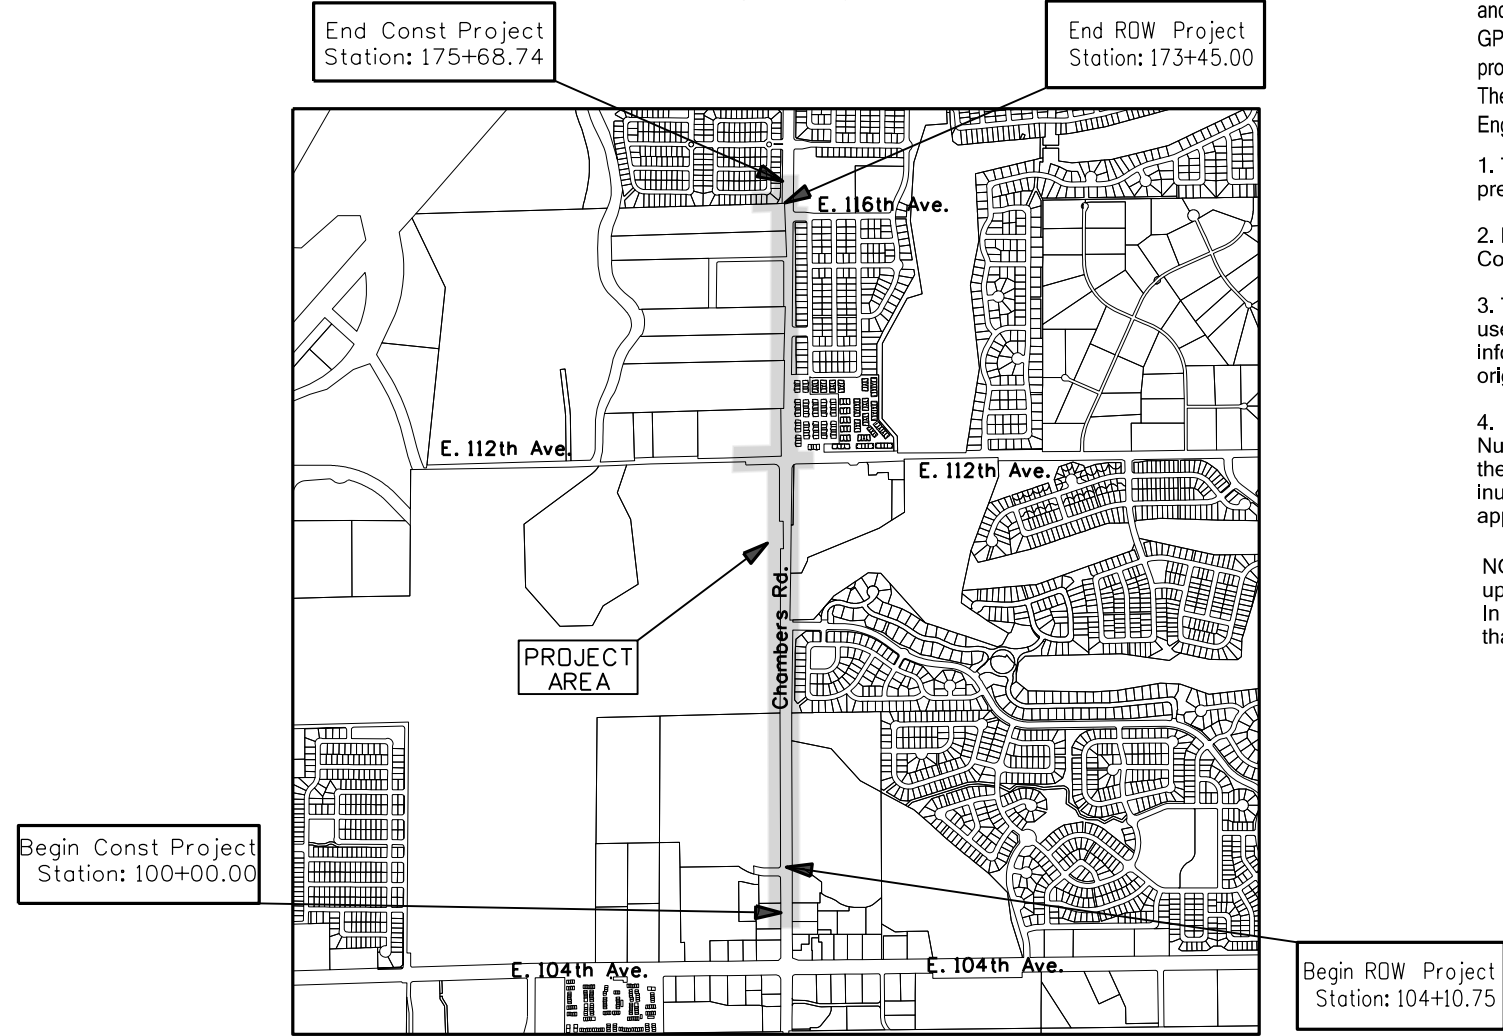 End Const Project
Station: 175+68.74
End ROW Project
Station: 173+45.00
E. 116th Ave.
E. 112th Ave.
E. 112th Ave.
Chambers Rd.
PROJECT
AREA
Begin Const Project
Station: 100+00.00
E. 104th Ave.
E. 104th Ave.
Begin ROW Project
Station: 104+10.75
and
GP
pro
The
Eng
1.
pre
2.
Co
3.
use
info
orig
4.
Nu
the
inu
app
NO
up
In
tha